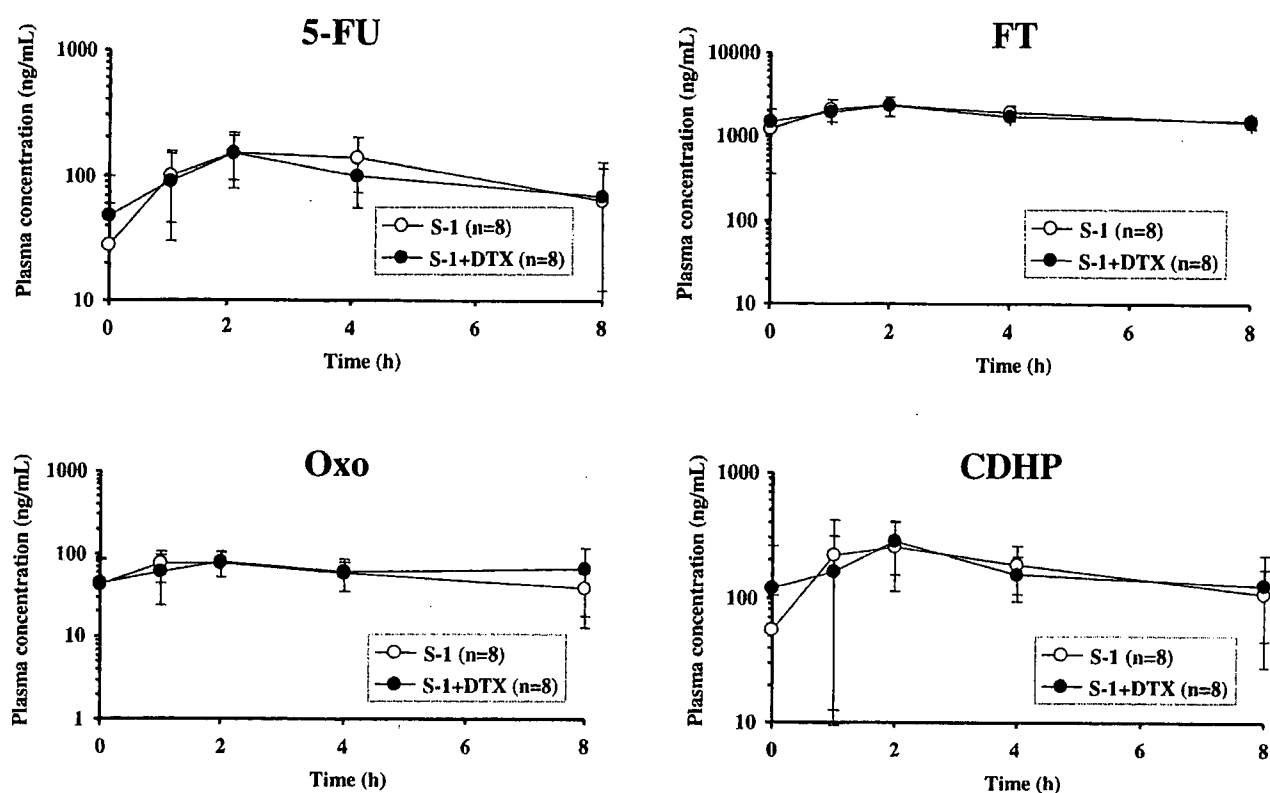 5-FU
Plasma concentration (ng/mL)
1000
100
10
0 2 4 6 8
Time (h)
S-1 (n=8)
S-1+DTX (n=8)
FT
Plasma concentration (ng/mL)
10000
1000
100
10
0 2 4 6 8
Time (h)
S-1 (n=8)
S-1+DTX (n=8)
Oxo
Plasma concentration (ng/mL)
1000
100
10
1
0 2 4 6 8
Time (h)
S-1 (n=8)
S-1+DTX (n=8)
CDHP
Plasma concentration (ng/mL)
1000
100
10
0 2 4 6 8
Time (h)
S-1 (n=8)
S-1+DTX (n=8)